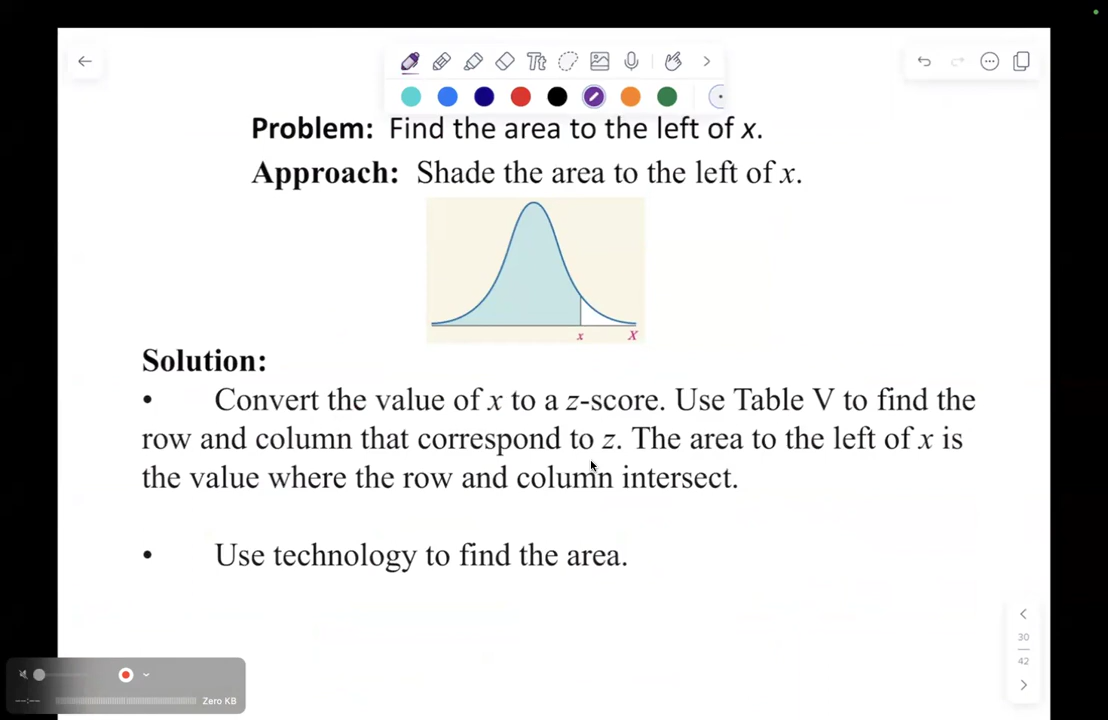 Tt
Problem: Find the area to the left of x.
Approach: Shade the area to the left of x.
x X
Solution:
• Convert the value of x to a z-score. Use Table V to find the
row and column that correspond to z. The area to the left of x is
the value where the row and column intersect.
• Use technology to find the area.
30
42
--:--
Zero KB